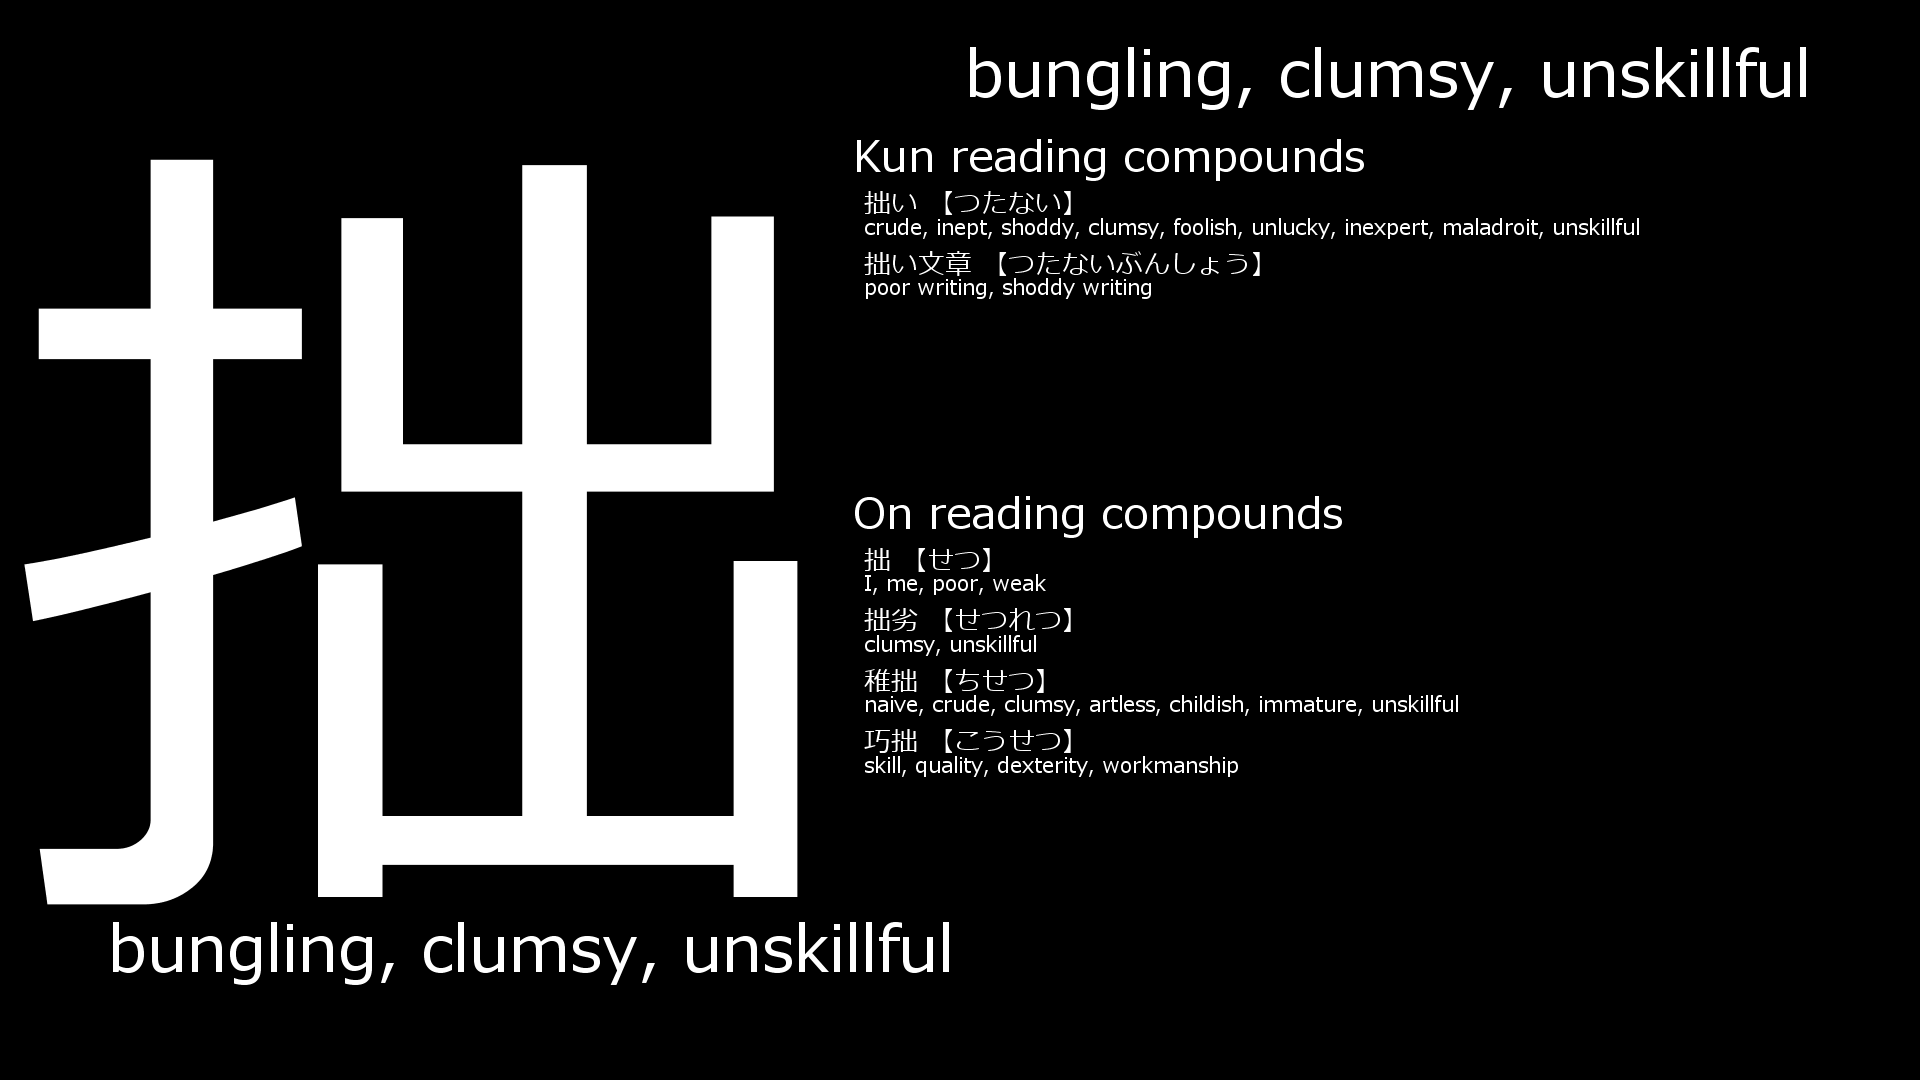 拙
bungling, clumsy, unskillful
bungling, clumsy, unskillful
Kun reading compounds
拙い 【つたない】
crude, inept, shoddy, clumsy, foolish, unlucky, inexpert, maladroit, unskillful
拙い文章 【つたないぶんしょう】
poor writing, shoddy writing
On reading compounds
拙 【せつ】
I, me, poor, weak
拙劣 【せつれつ】
clumsy, unskillful
稚拙 【ちせつ】
naive, crude, clumsy, artless, childish, immature, unskillful
巧拙 【こうせつ】
skill, quality, dexterity, workmanship